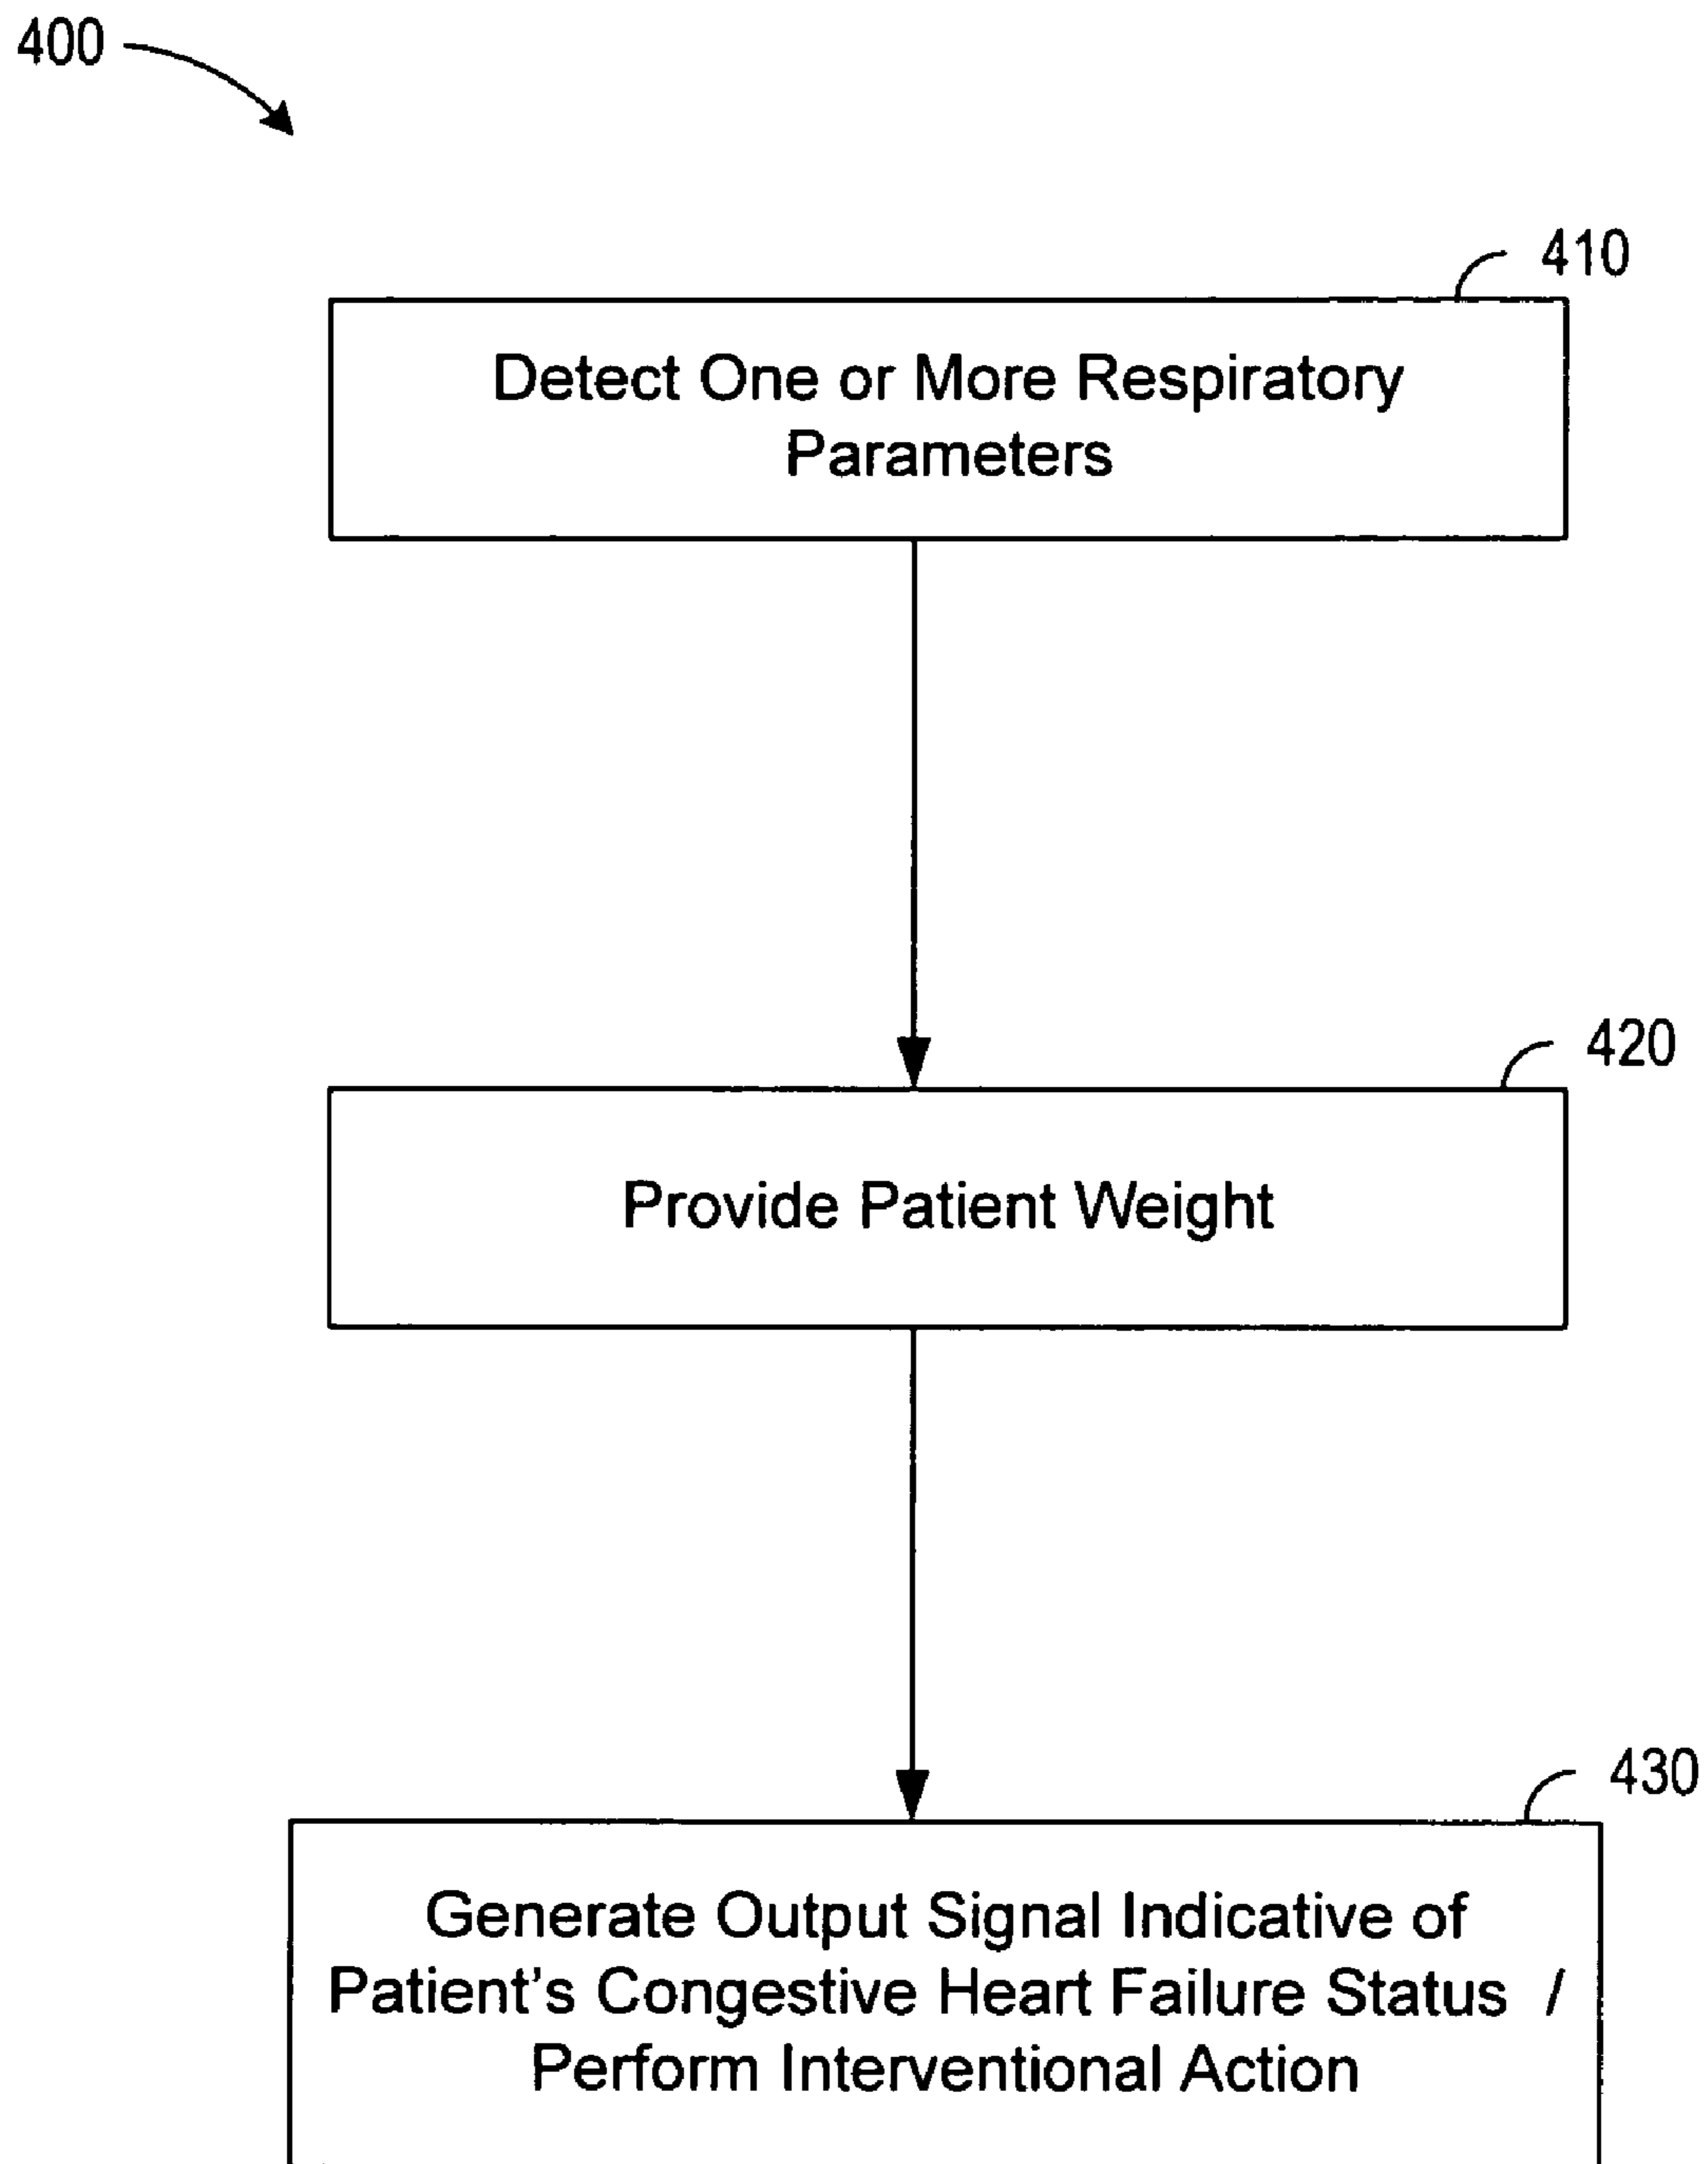 400
410
Detect One or More Respiratory
Parameters
420
Provide Patient Weight
430
Generate Output Signal Indicative of
Patient's Congestive Heart Failure Status /
Perform Interventional Action